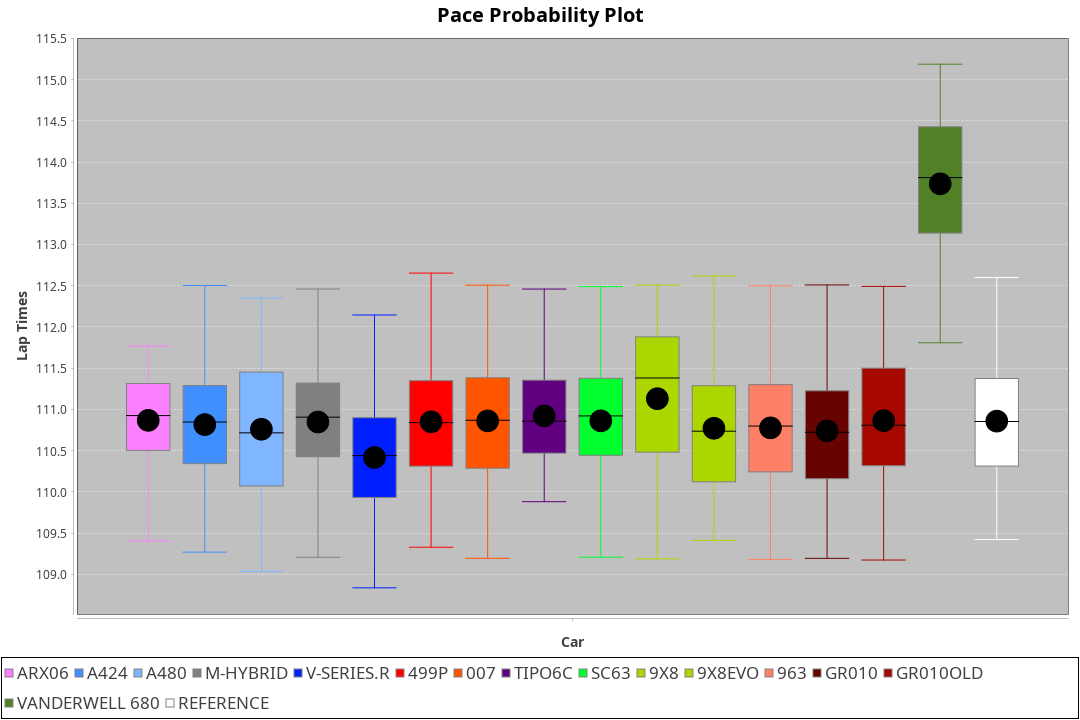 Pace Probability Plot
115.5
115.0
114.5
114.0
113.5
113.0
112.5
112.0
111.5
111.0
110.5
110.0
109.5
109.0
Lap Times
Car
ARX06 A424 A480 M-HYBRID V-SERIES.R 499P 007 TIPO6C SC63 9X8 9X8EVO 963 GR010 GR010OLD
VANDERWELL 680 REFERENCE